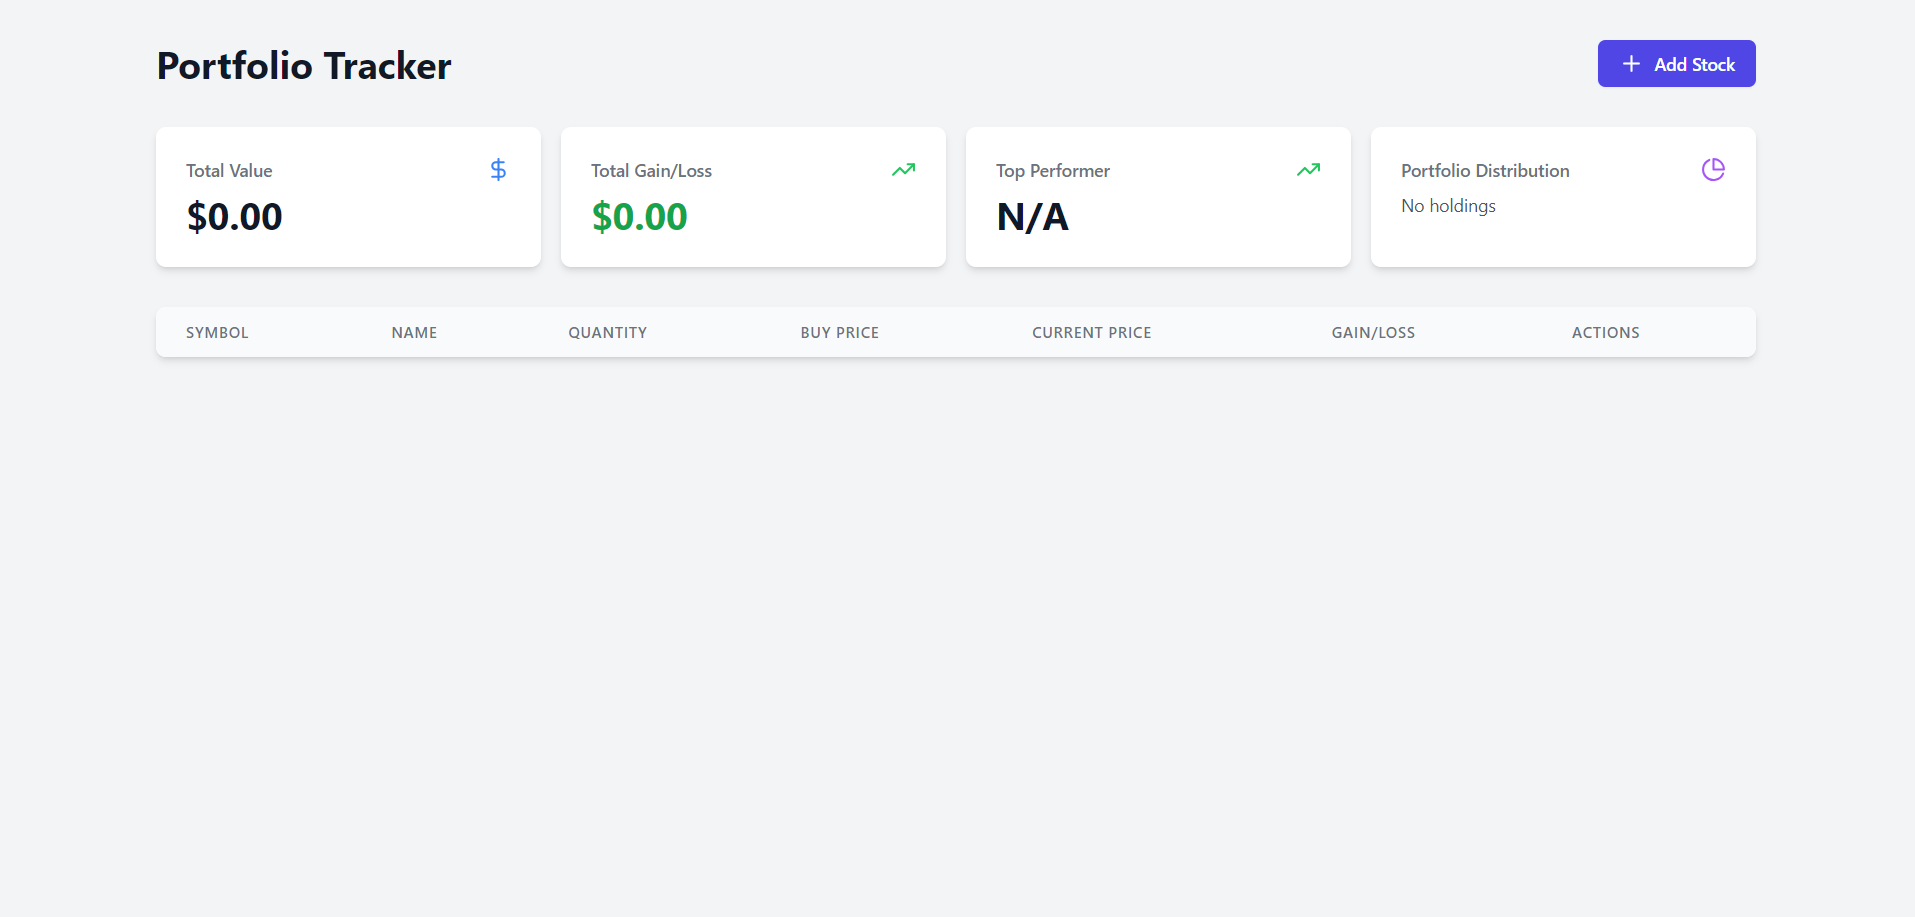 Portfolio Tracker
Add Stock
Total Value
$0.00
Total Gain/Loss
$0.00
Top Performer
N/A
Portfolio Distribution
No holdings
SYMBOL NAME QUANTITY BUY PRICE CURRENT PRICE GAIN/LOSS ACTIONS